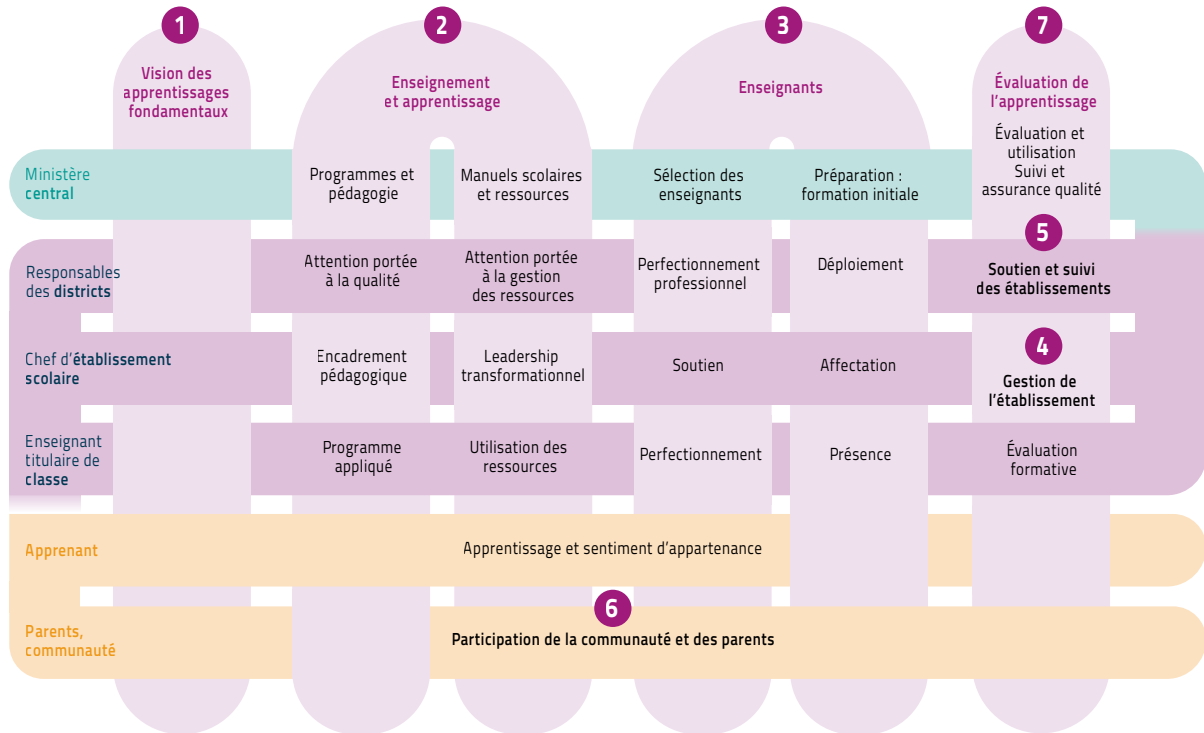 1
2
3
7
Vision des
apprentissages
fondamentaux
Enseignement
et apprentissage
Enseignants
Évaluation de
l'apprentissage
Ministère
central
Programmes et
pédagogie
Manuels scolaires
et ressources
Sélection des
enseignants
Préparation :
formation initiale
Évaluation et
utilisation
Suivi et
assurance qualité
Responsables
des districts
Attention portée
à la qualité
Attention portée
à la gestion
des ressources
Perfectionnement
professionnel
Déploiement
5
Soutien et suivi
des établissements
Chef d'établissement
scolaire
Encadrement
pédagogique
Leadership
transformationnel
Soutien
Affectation
4
Gestion de
l'établissement
Enseignant
titulaire de
classe
Programme
appliqué
Utilisation des
ressources
Perfectionnement
Présence
Évaluation
formative
Apprenant
Apprentissage et sentiment d'appartenance
Parents,
communauté
6
Participation de la communauté et des parents